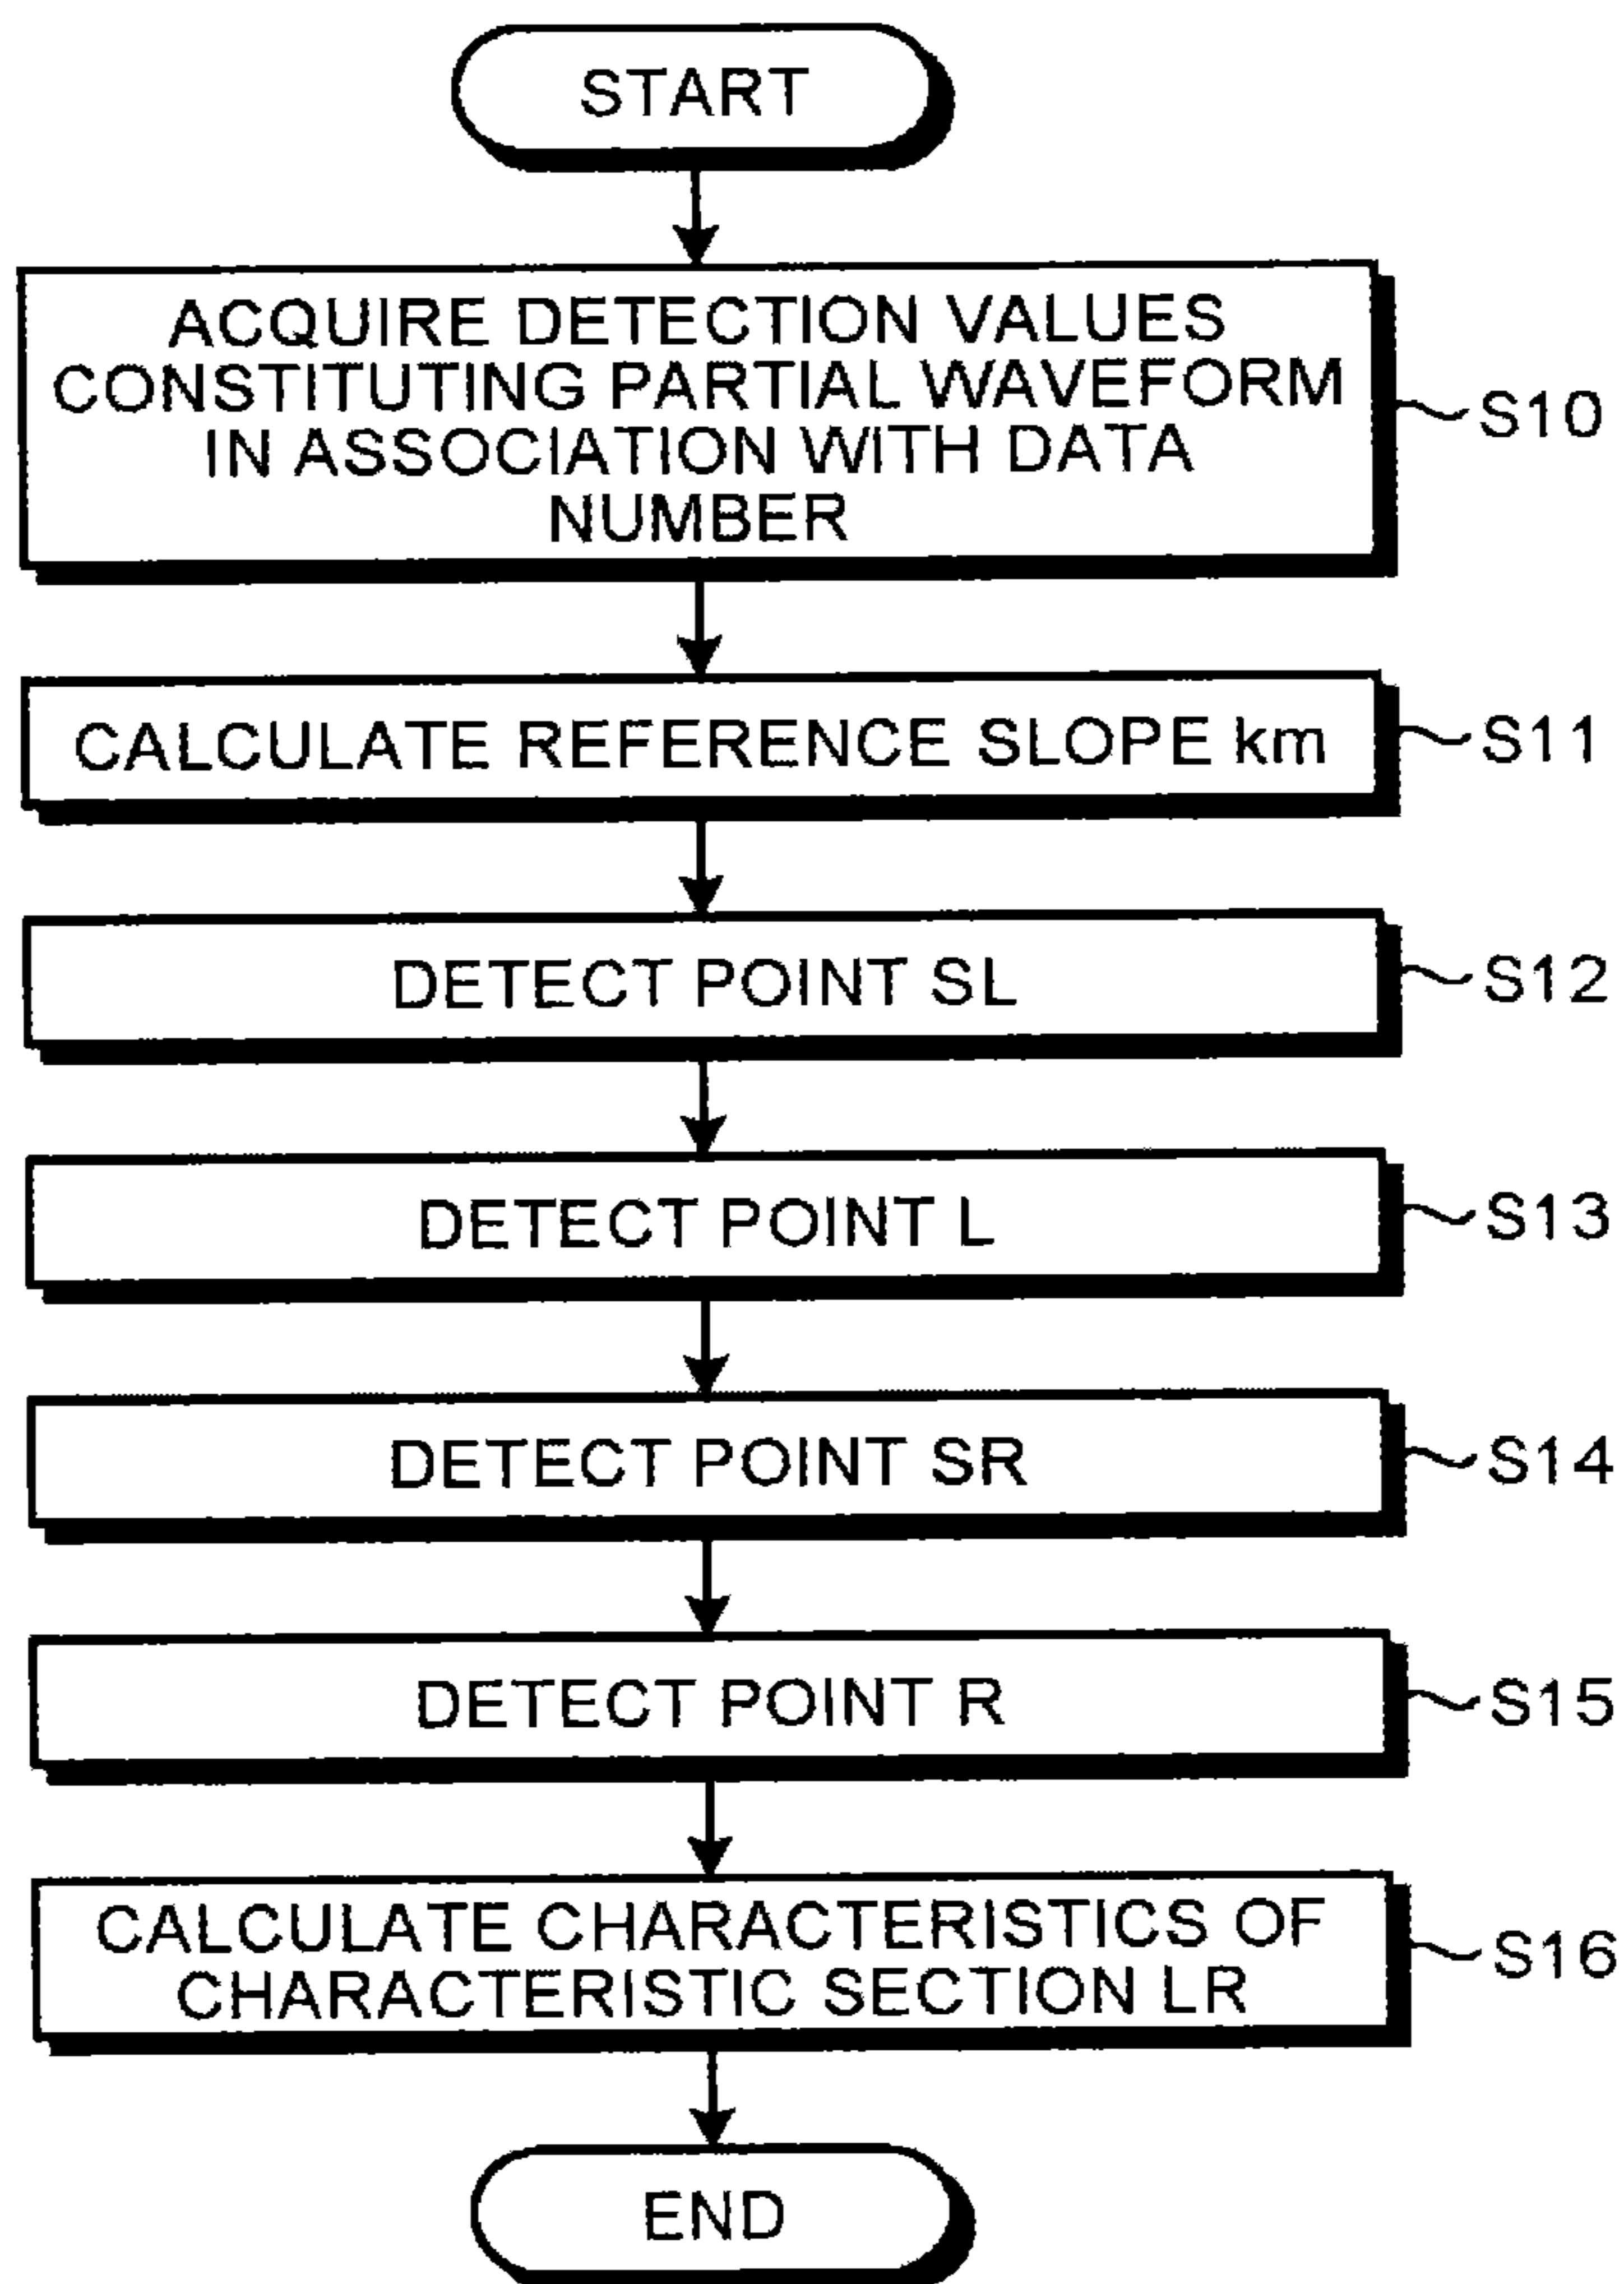 START
ACQUIRE DETECTION VALUES
CONSTITUTING PARTIAL WAVEFORM
IN ASSOCIATION WITH DATA
NUMBER
S10
CALCULATE REFERENCE SLOPE km
S11
DETECT POINT SL
S12
DETECT POINT L
S13
DETECT POINT SR
S14
DETECT POINT R
S15
CALCULATE CHARACTERISTICS OF
CHARACTERISTIC SECTION LR
S16
END